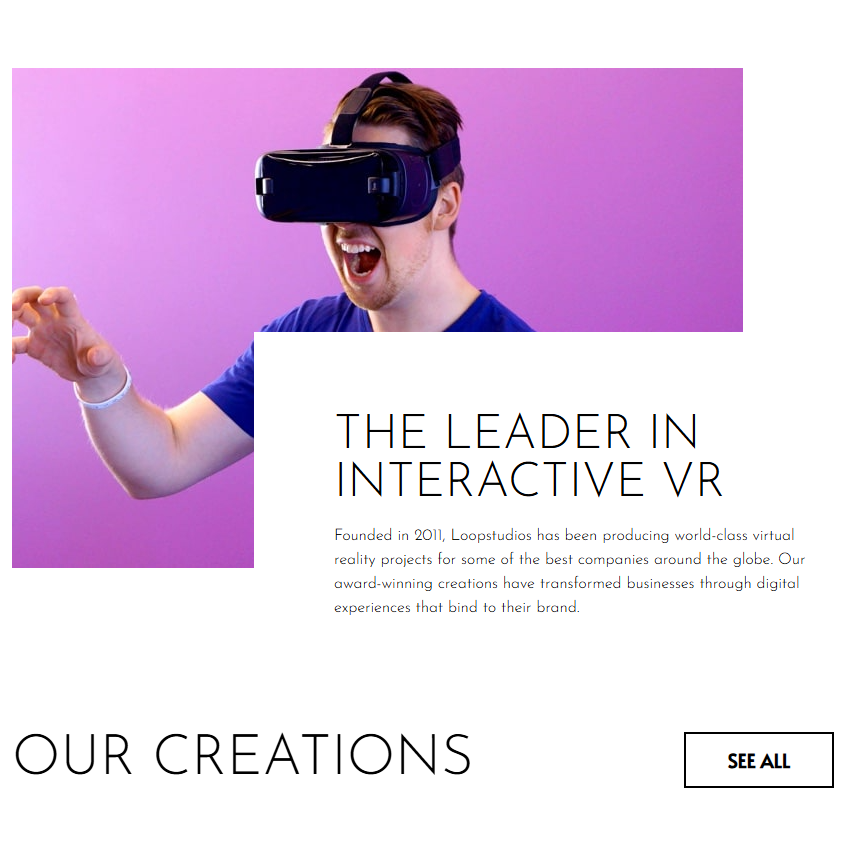 THE LEADER IN
INTERACTIVE VR
Founded in 2011, Loopstudios has been producing world-class virtual
reality projects for some of the best companies around the globe. Our
award-winning creations have transformed businesses through digital
experiences that bind to their brand.
OUR CREATIONS
SEE ALL